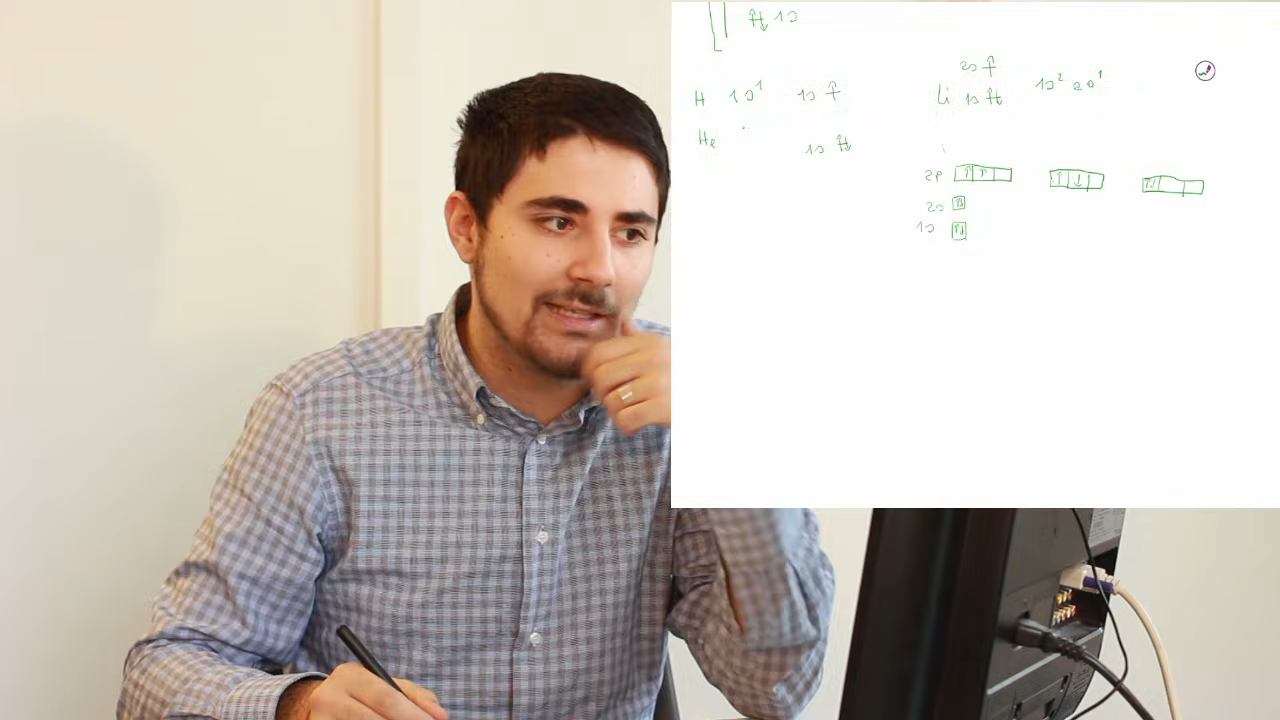 ↑↓ 1s
H 1s¹ 1s ↑
He 1s ↑↓
2s ↑
Li 1s ↑↓ 1s² 2s¹
2p ↑ ↑ ↑ ↓ ↑↓
2s ↑↓
1s ↑↓